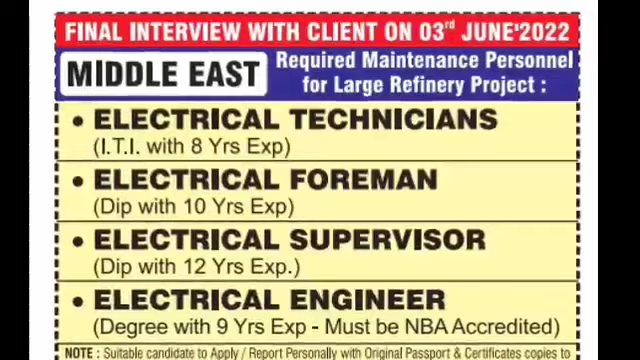 FINAL INTERVIEW WITH CLIENT ON 03rd JUNE'2022
MIDDLE EAST
Required Maintenance Personnel
for Large Refinery Project :
• ELECTRICAL TECHNICIANS
(I.T.I. with 8 Yrs Exp)
• ELECTRICAL FOREMAN
(Dip with 10 Yrs Exp)
• ELECTRICAL SUPERVISOR
(Dip with 12 Yrs Exp.)
• ELECTRICAL ENGINEER
(Degree with 9 Yrs Exp - Must be NBA Accredited)
NOTE : Suitable candidate to Apply / Report Personally with Original Passport & Certificates copies to